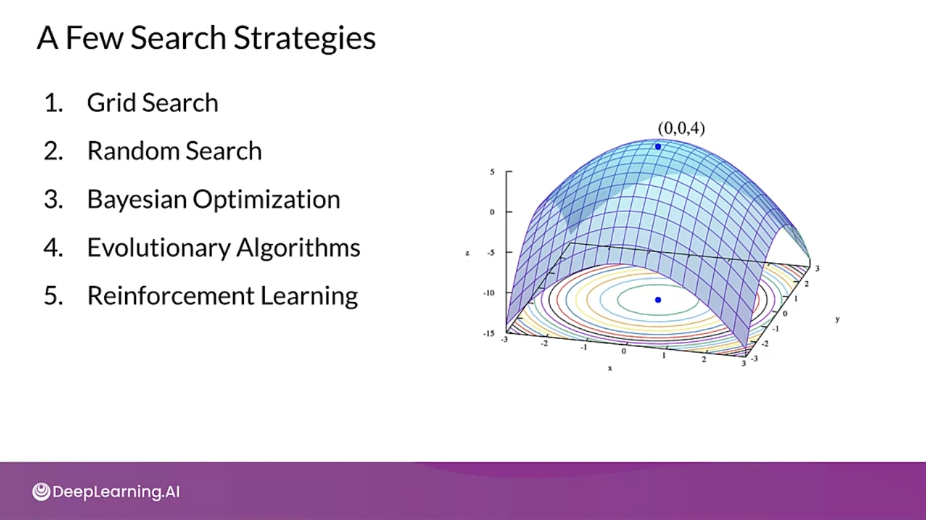 A Few Search Strategies
1. Grid Search
2. Random Search
3. Bayesian Optimization
4. Evolutionary Algorithms
5. Reinforcement Learning
(0,0,4)
5
0
-5
-10
-15
z
-3
-2
-1
0
1
2
3
x
-3
-2
-1
0
1
2
3
y
DeepLearning.AI